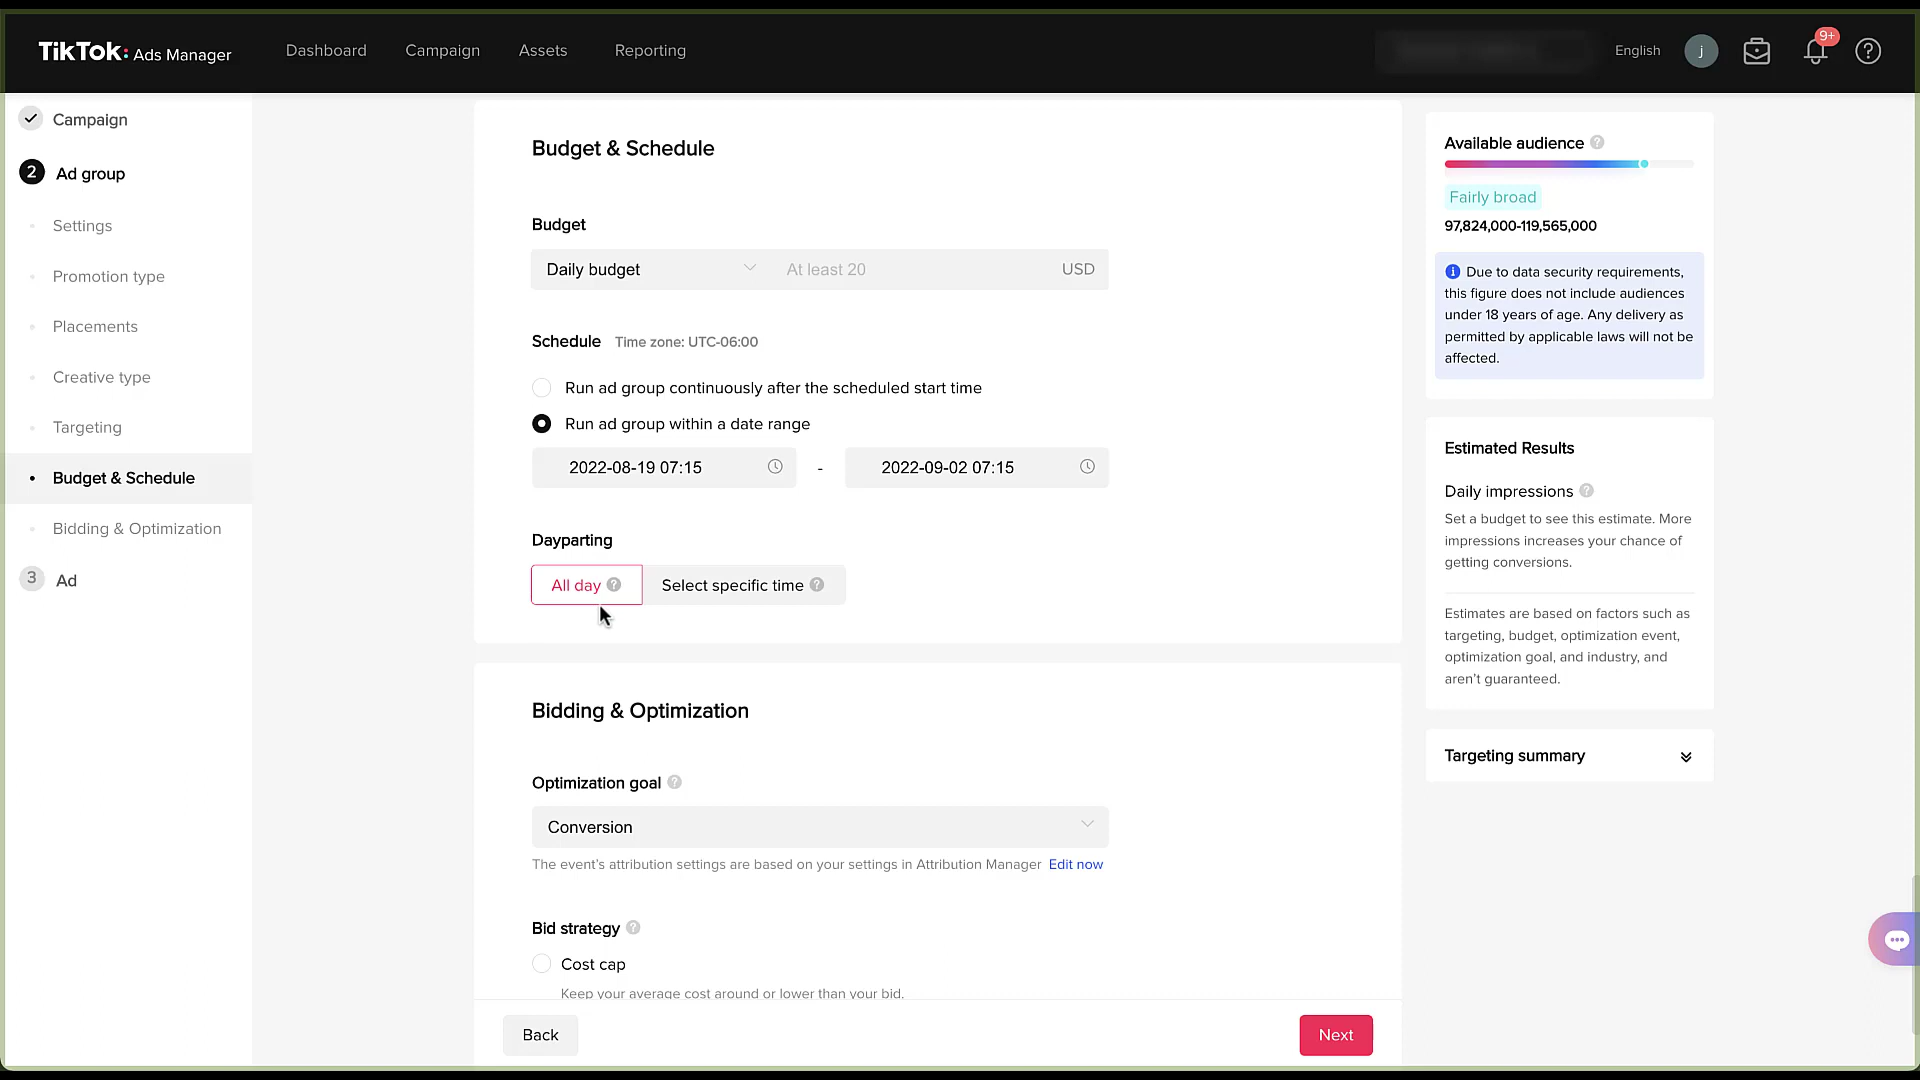 TikTok: Ads Manager
Dashboard
Campaign
Assets
Reporting
English
j
9+
Campaign
2 Ad group
Settings
Promotion type
Placements
Creative type
Targeting
Budget & Schedule
Bidding & Optimization
3 Ad
Budget & Schedule
Budget
Daily budget
At least 20
USD
Schedule Time zone: UTC-06:00
Run ad group continuously after the scheduled start time
Run ad group within a date range
2022-08-19 07:15 - 2022-09-02 07:15
Dayparting
All day
Select specific time
Bidding & Optimization
Optimization goal
Conversion
The event's attribution settings are based on your settings in Attribution Manager Edit now
Bid strategy
Cost cap
Keep your average cost around or lower than your bid.
Back
Next
Available audience
Fairly broad
97,824,000-119,565,000
Due to data security requirements,
this figure does not include audiences
under 18 years of age. Any delivery as
permitted by applicable laws will not be
affected.
Estimated Results
Daily impressions
Set a budget to see this estimate. More
impressions increases your chance of
getting conversions.
Estimates are based on factors such as
targeting, budget, optimization event,
optimization goal, and industry, and
aren't guaranteed.
Targeting summary